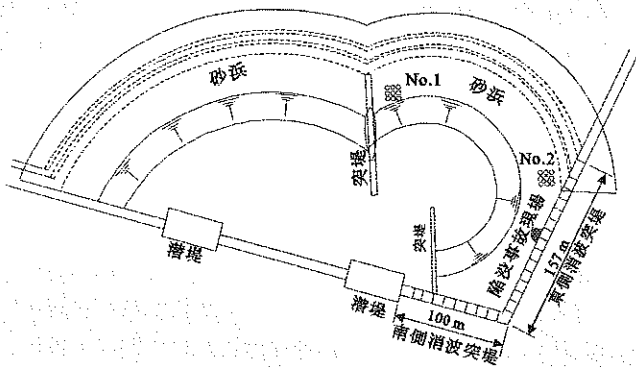 砂浜
No.1
砂浜
No.2
突堤
突堤
陥没事故現場
157 m
東側消波突堤
潜堤
潜堤
100 m
南側消波突堤